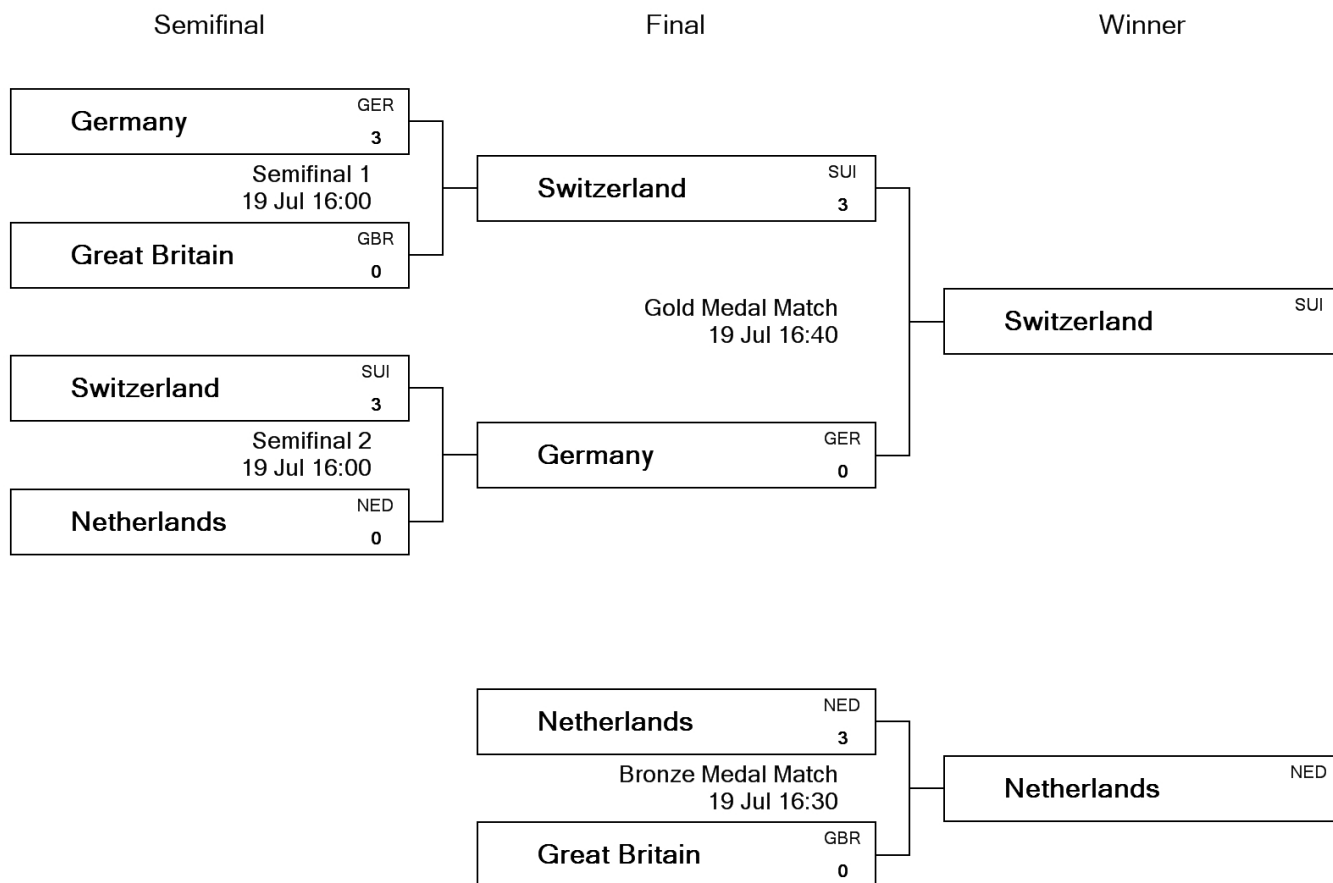 Semifinal
Final
Winner
Germany
GER
3
Semifinal 1
19 Jul 16:00
Great Britain
GBR
0
Switzerland
SUI
3
Semifinal 2
19 Jul 16:00
Netherlands
NED
0
Switzerland
SUI
3
Gold Medal Match
19 Jul 16:40
Germany
GER
0
Switzerland
SUI
Netherlands
NED
3
Bronze Medal Match
19 Jul 16:30
Great Britain
GBR
0
Netherlands
NED